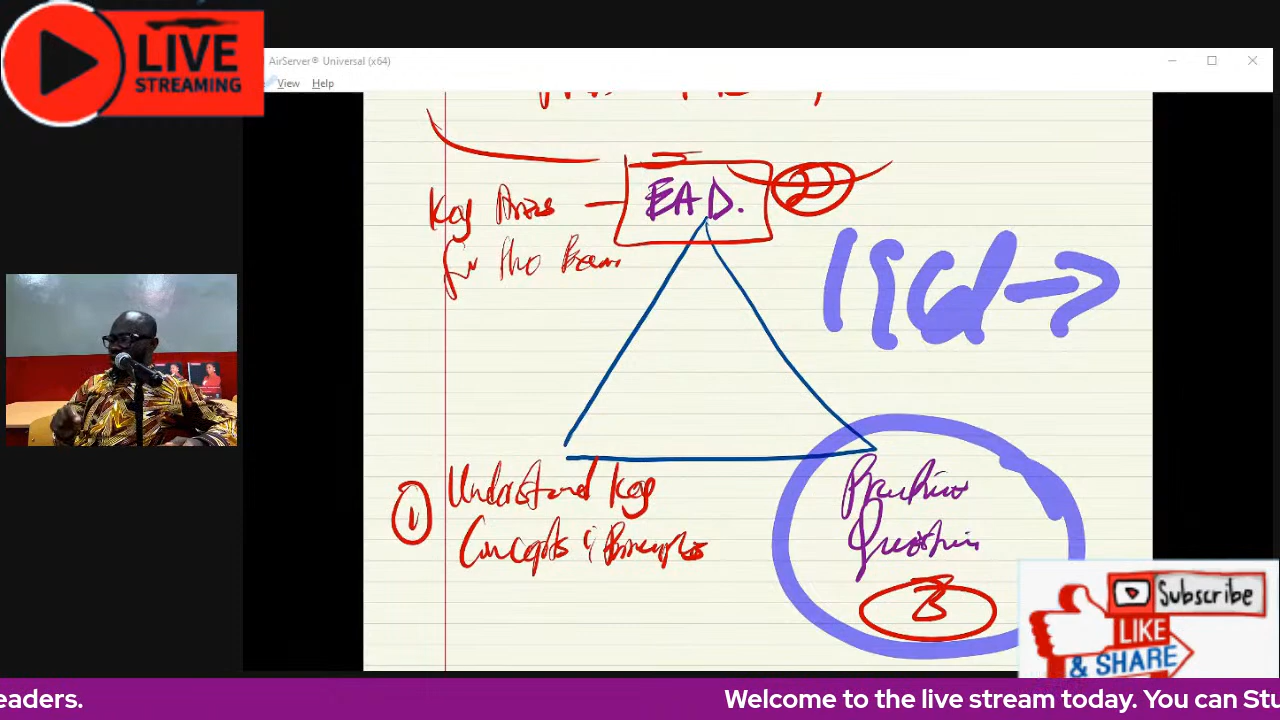 LIVE
STREAMING
AirServer® Universal (x64)
View Help
EAD.
2
Key Areas
for the Exam
1
Understand Key
Concepts & Principles
Practice
Questions
3
Subscribe
LIKE
& SHARE
eaders.
Welcome to the live stream today. You can Stu